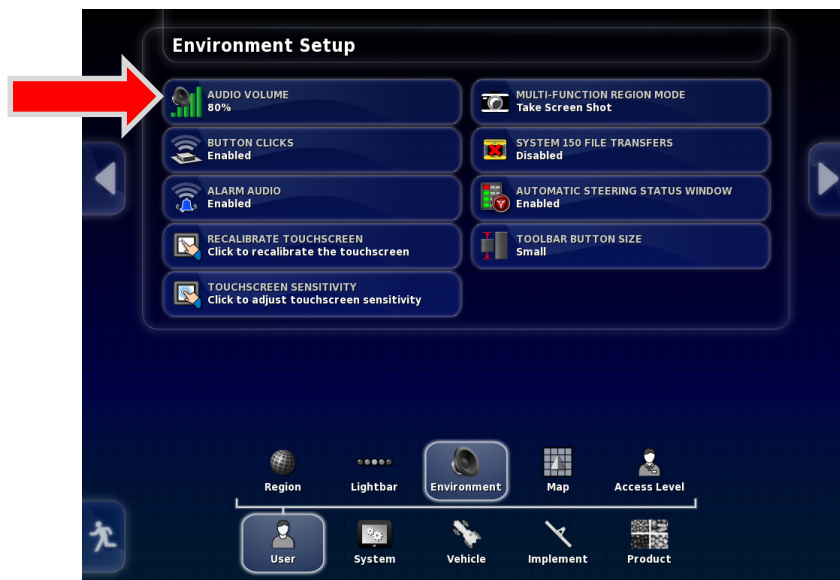 Environment Setup
AUDIO VOLUME
80%
BUTTON CLICKS
Enabled
ALARM AUDIO
Enabled
RECALIBRATE TOUCHSCREEN
Click to recalibrate the touchscreen
TOUCHSCREEN SENSITIVITY
Click to adjust touchscreen sensitivity
MULTI-FUNCTION REGION MODE
Take Screen Shot
SYSTEM 150 FILE TRANSFERS
Disabled
AUTOMATIC STEERING STATUS WINDOW
Enabled
TOOLBAR BUTTON SIZE
Small
Region
Lightbar
Environment
Map
Access Level
User
System
Vehicle
Implement
Product